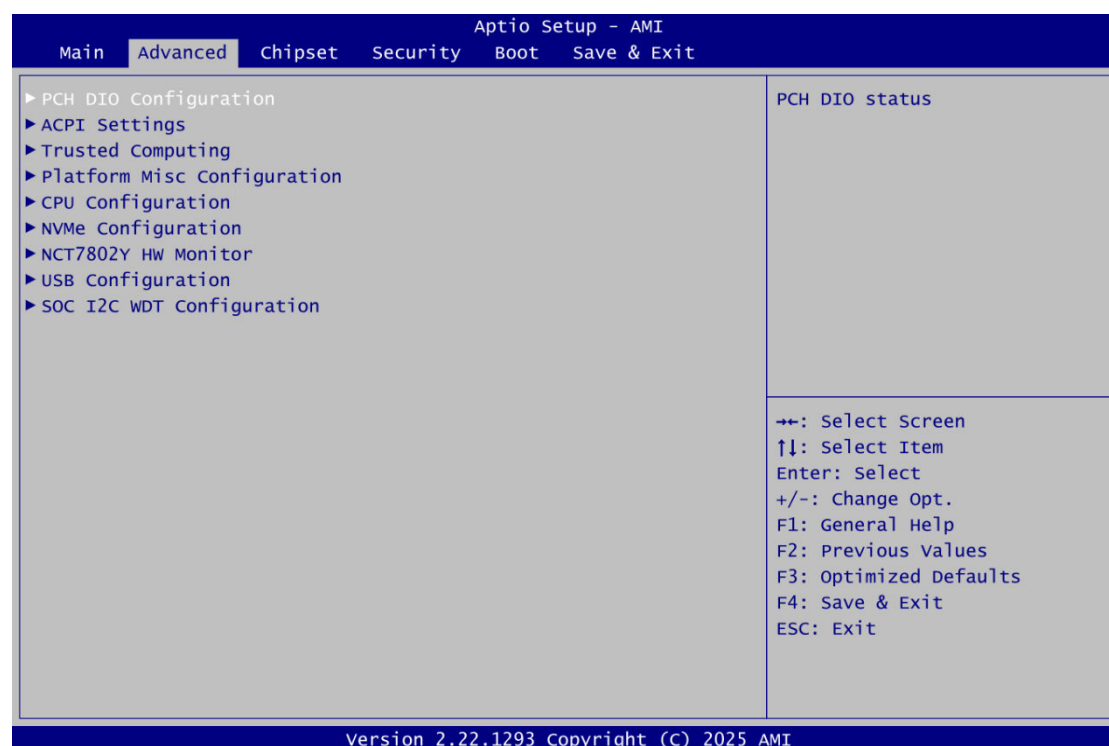 Aptio Setup – AMI
Main Advanced Chipset Security Boot Save & Exit
►PCH DIO Configuration
►ACPI Settings
►Trusted Computing
►Platform Misc Configuration
►CPU Configuration
►NVMe Configuration
►NCT7802Y HW Monitor
►USB Configuration
►SOC I2C WDT Configuration
PCH DIO status
→←: Select Screen
↑↓: Select Item
Enter: Select
+/-: Change Opt.
F1: General Help
F2: Previous Values
F3: Optimized Defaults
F4: Save & Exit
ESC: Exit
Version 2.22.1293 Copyright (C) 2025 AMI